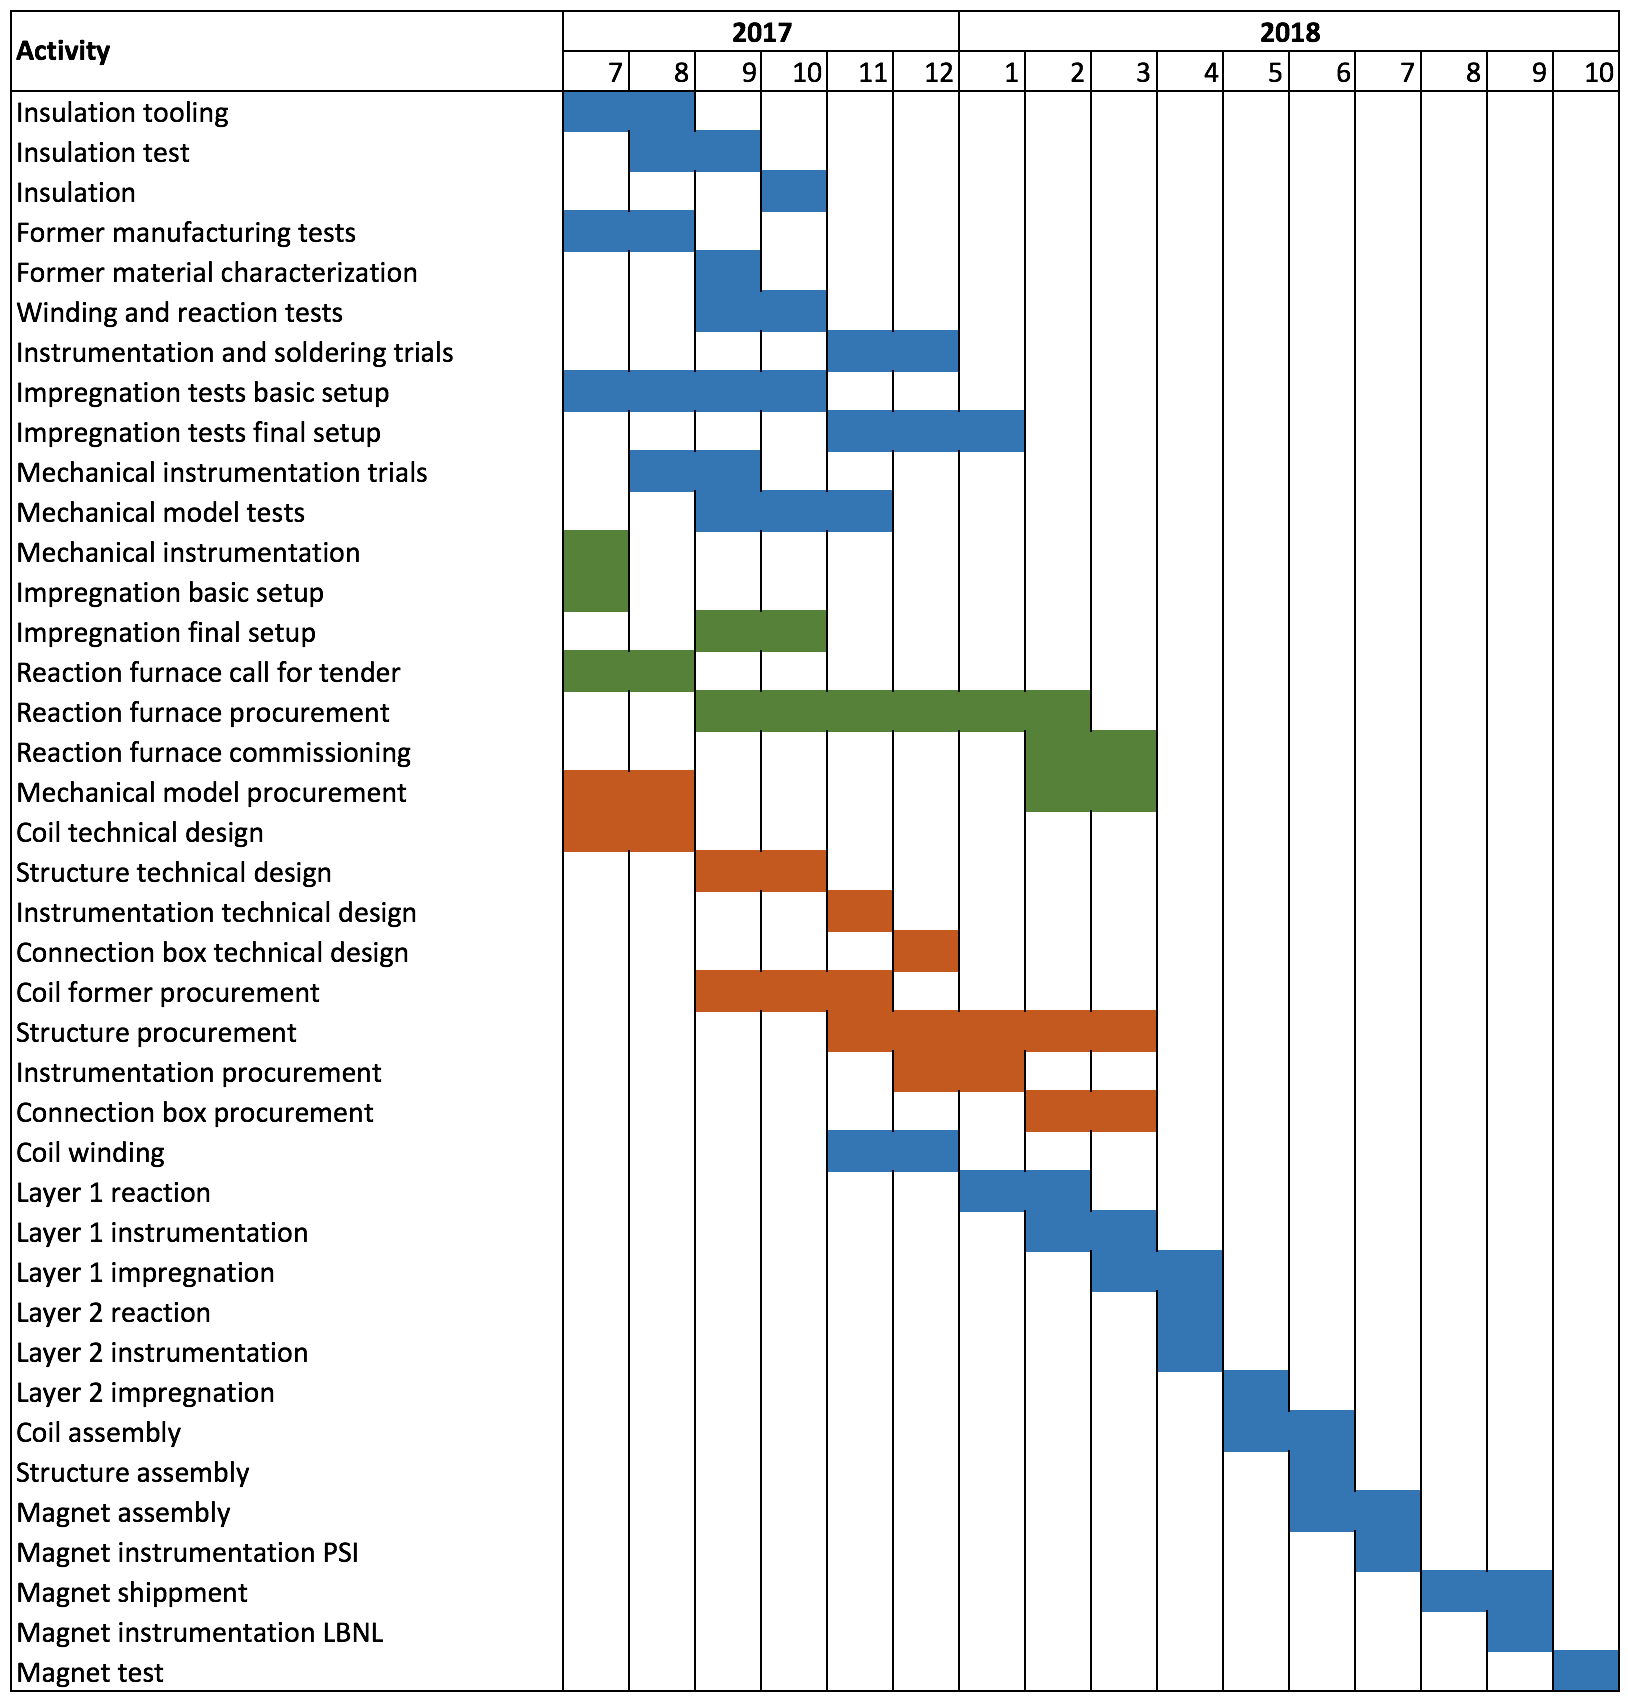 2017 2018
Activity
7 8 9 10 11 12 1 2 3 4 5 6 7 8 9 10
Insulation tooling
Insulation test
Insulation
Former manufacturing tests
Former material characterization
Winding and reaction tests
Instrumentation and soldering trials
Impregnation tests basic setup
Impregnation tests final setup
Mechanical instrumentation trials
Mechanical model tests
Mechanical instrumentation
Impregnation basic setup
Impregnation final setup
Reaction furnace call for tender
Reaction furnace procurement
Reaction furnace commissioning
Mechanical model procurement
Coil technical design
Structure technical design
Instrumentation technical design
Connection box technical design
Coil former procurement
Structure procurement
Instrumentation procurement
Connection box procurement
Coil winding
Layer 1 reaction
Layer 1 instrumentation
Layer 1 impregnation
Layer 2 reaction
Layer 2 instrumentation
Layer 2 impregnation
Coil assembly
Structure assembly
Magnet assembly
Magnet instrumentation PSI
Magnet shippment
Magnet instrumentation LBNL
Magnet test